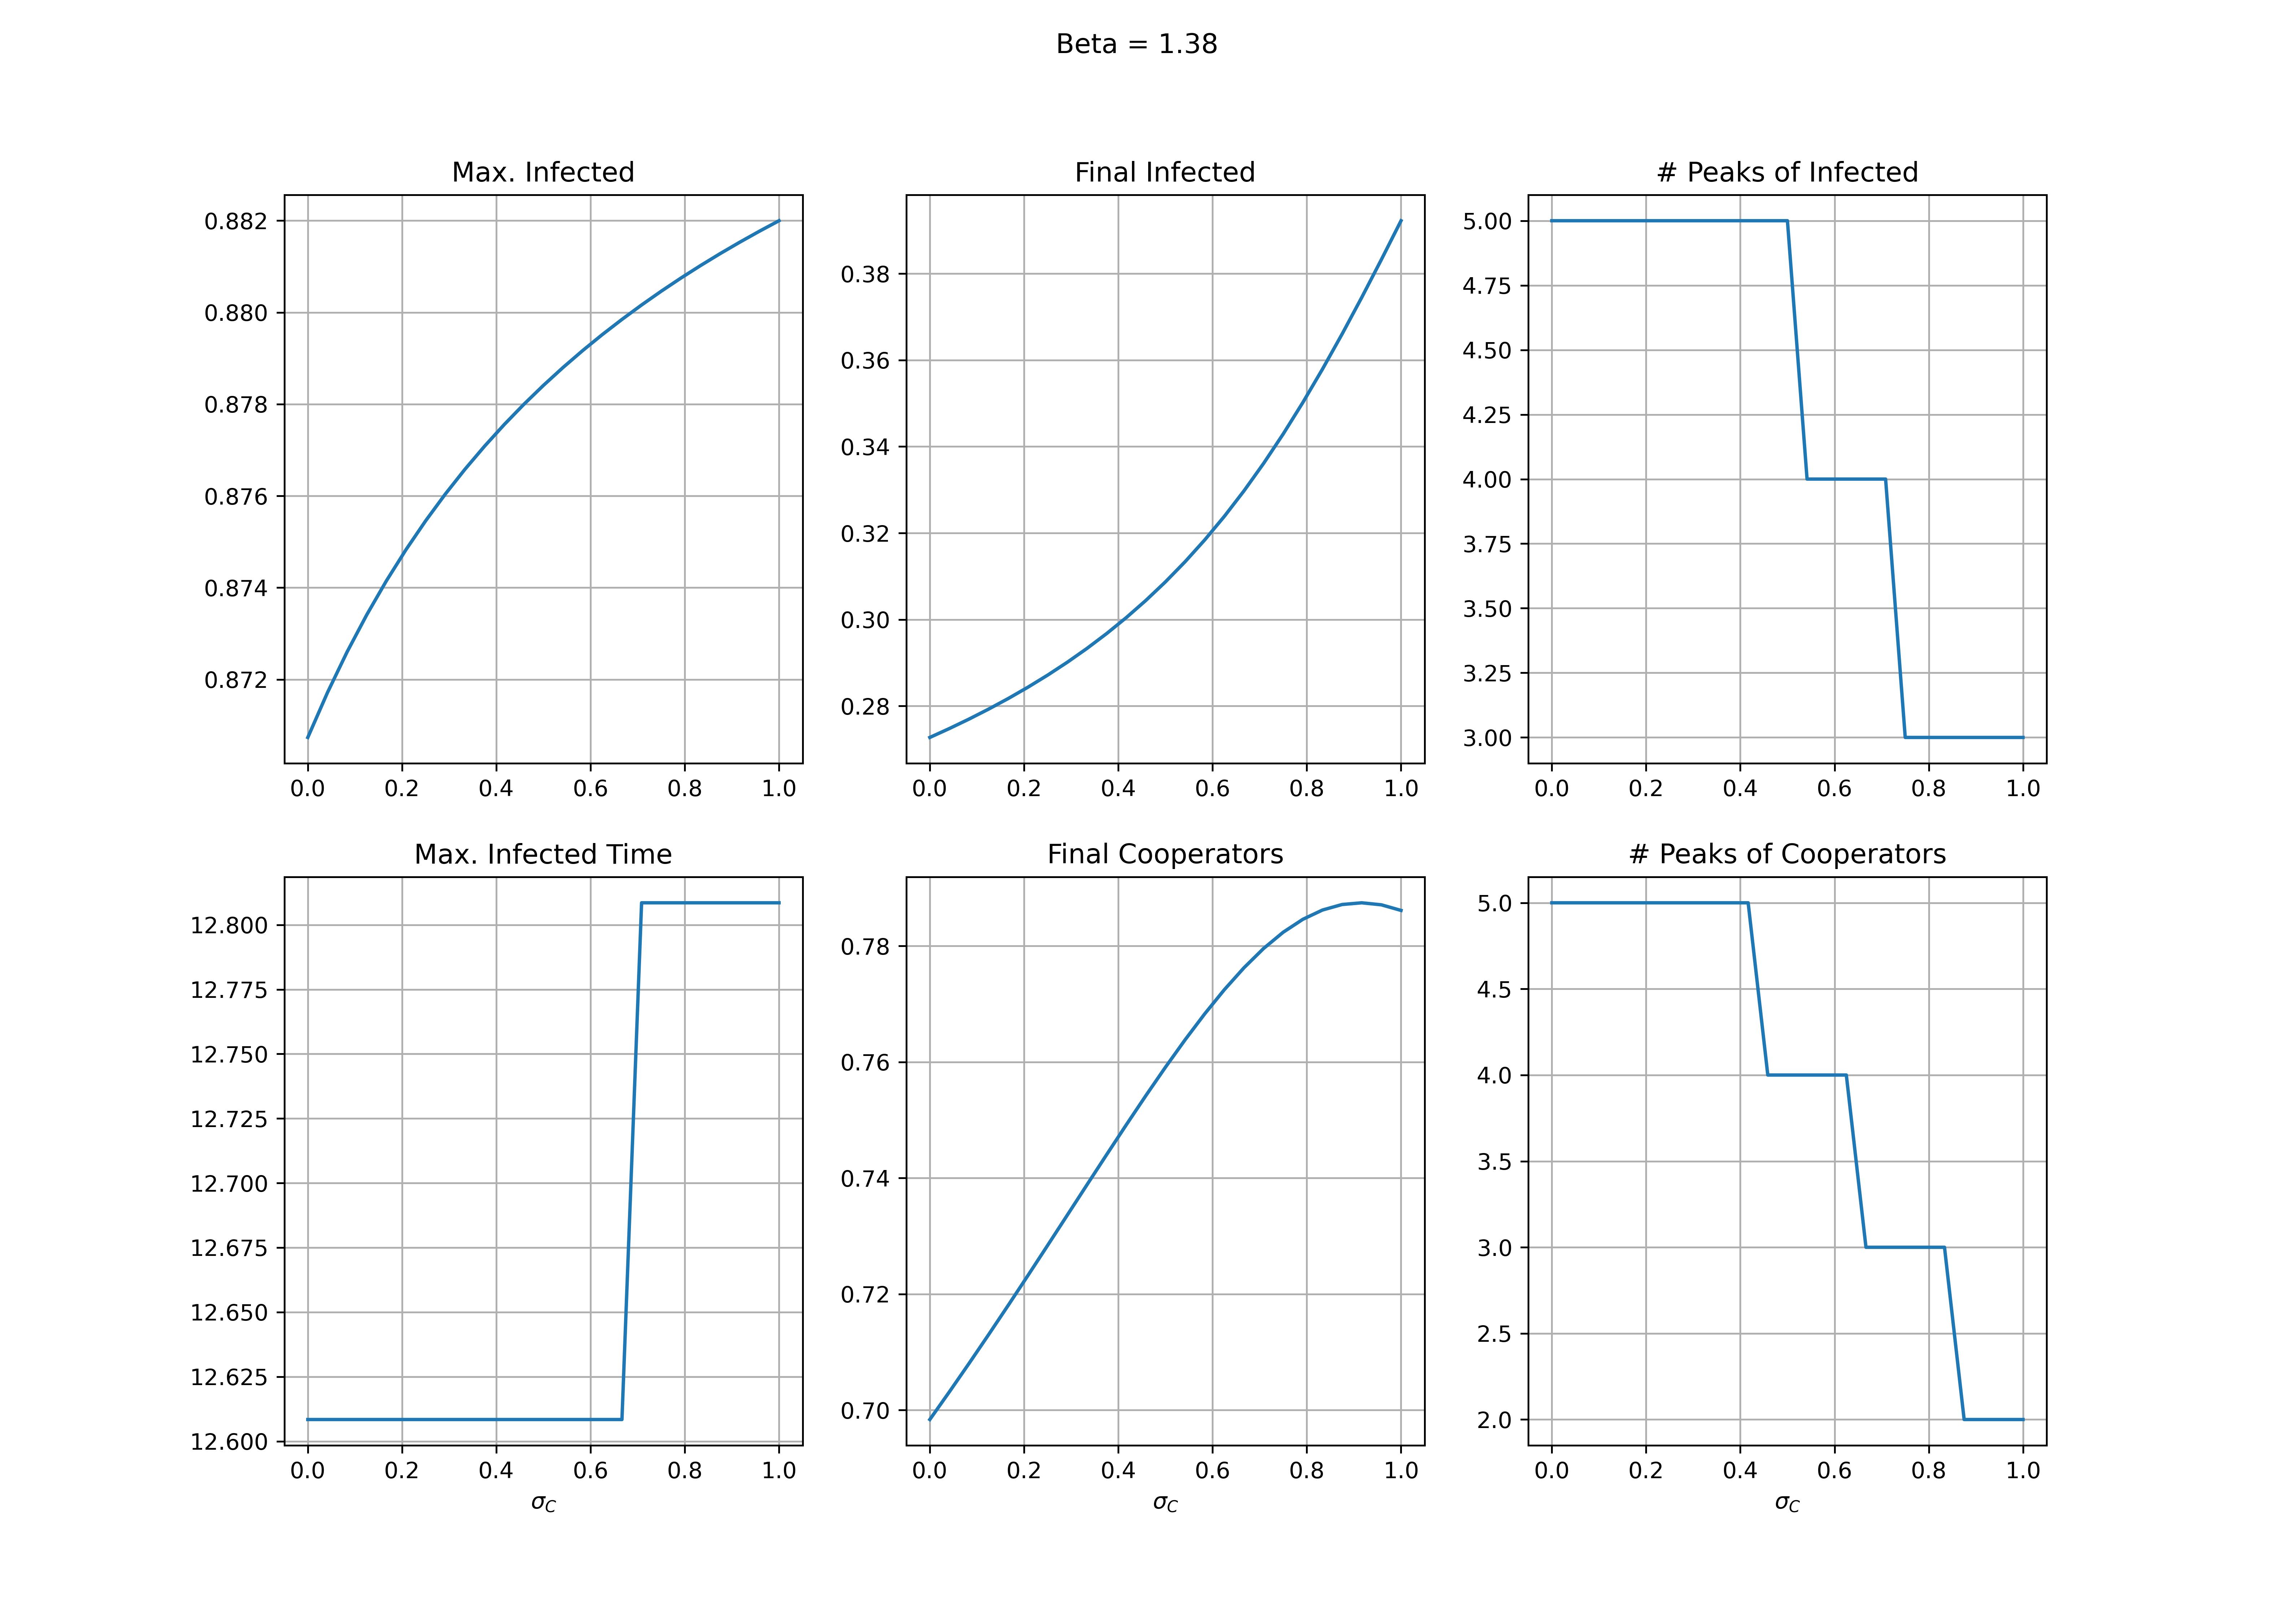 Beta = 1.38
Max. Infected
0.882
0.880
0.878
0.876
0.874
0.872
0.0 0.2 0.4 0.6 0.8 1.0
Final Infected
0.38
0.36
0.34
0.32
0.30
0.28
0.0 0.2 0.4 0.6 0.8 1.0
# Peaks of Infected
5.00
4.75
4.50
4.25
4.00
3.75
3.50
3.25
3.00
0.0 0.2 0.4 0.6 0.8 1.0
Max. Infected Time
12.800
12.775
12.750
12.725
12.700
12.675
12.650
12.625
12.600
0.0 0.2 0.4 0.6 0.8 1.0
σ_C
Final Cooperators
0.78
0.76
0.74
0.72
0.70
0.0 0.2 0.4 0.6 0.8 1.0
σ_C
# Peaks of Cooperators
5.0
4.5
4.0
3.5
3.0
2.5
2.0
0.0 0.2 0.4 0.6 0.8 1.0
σ_C